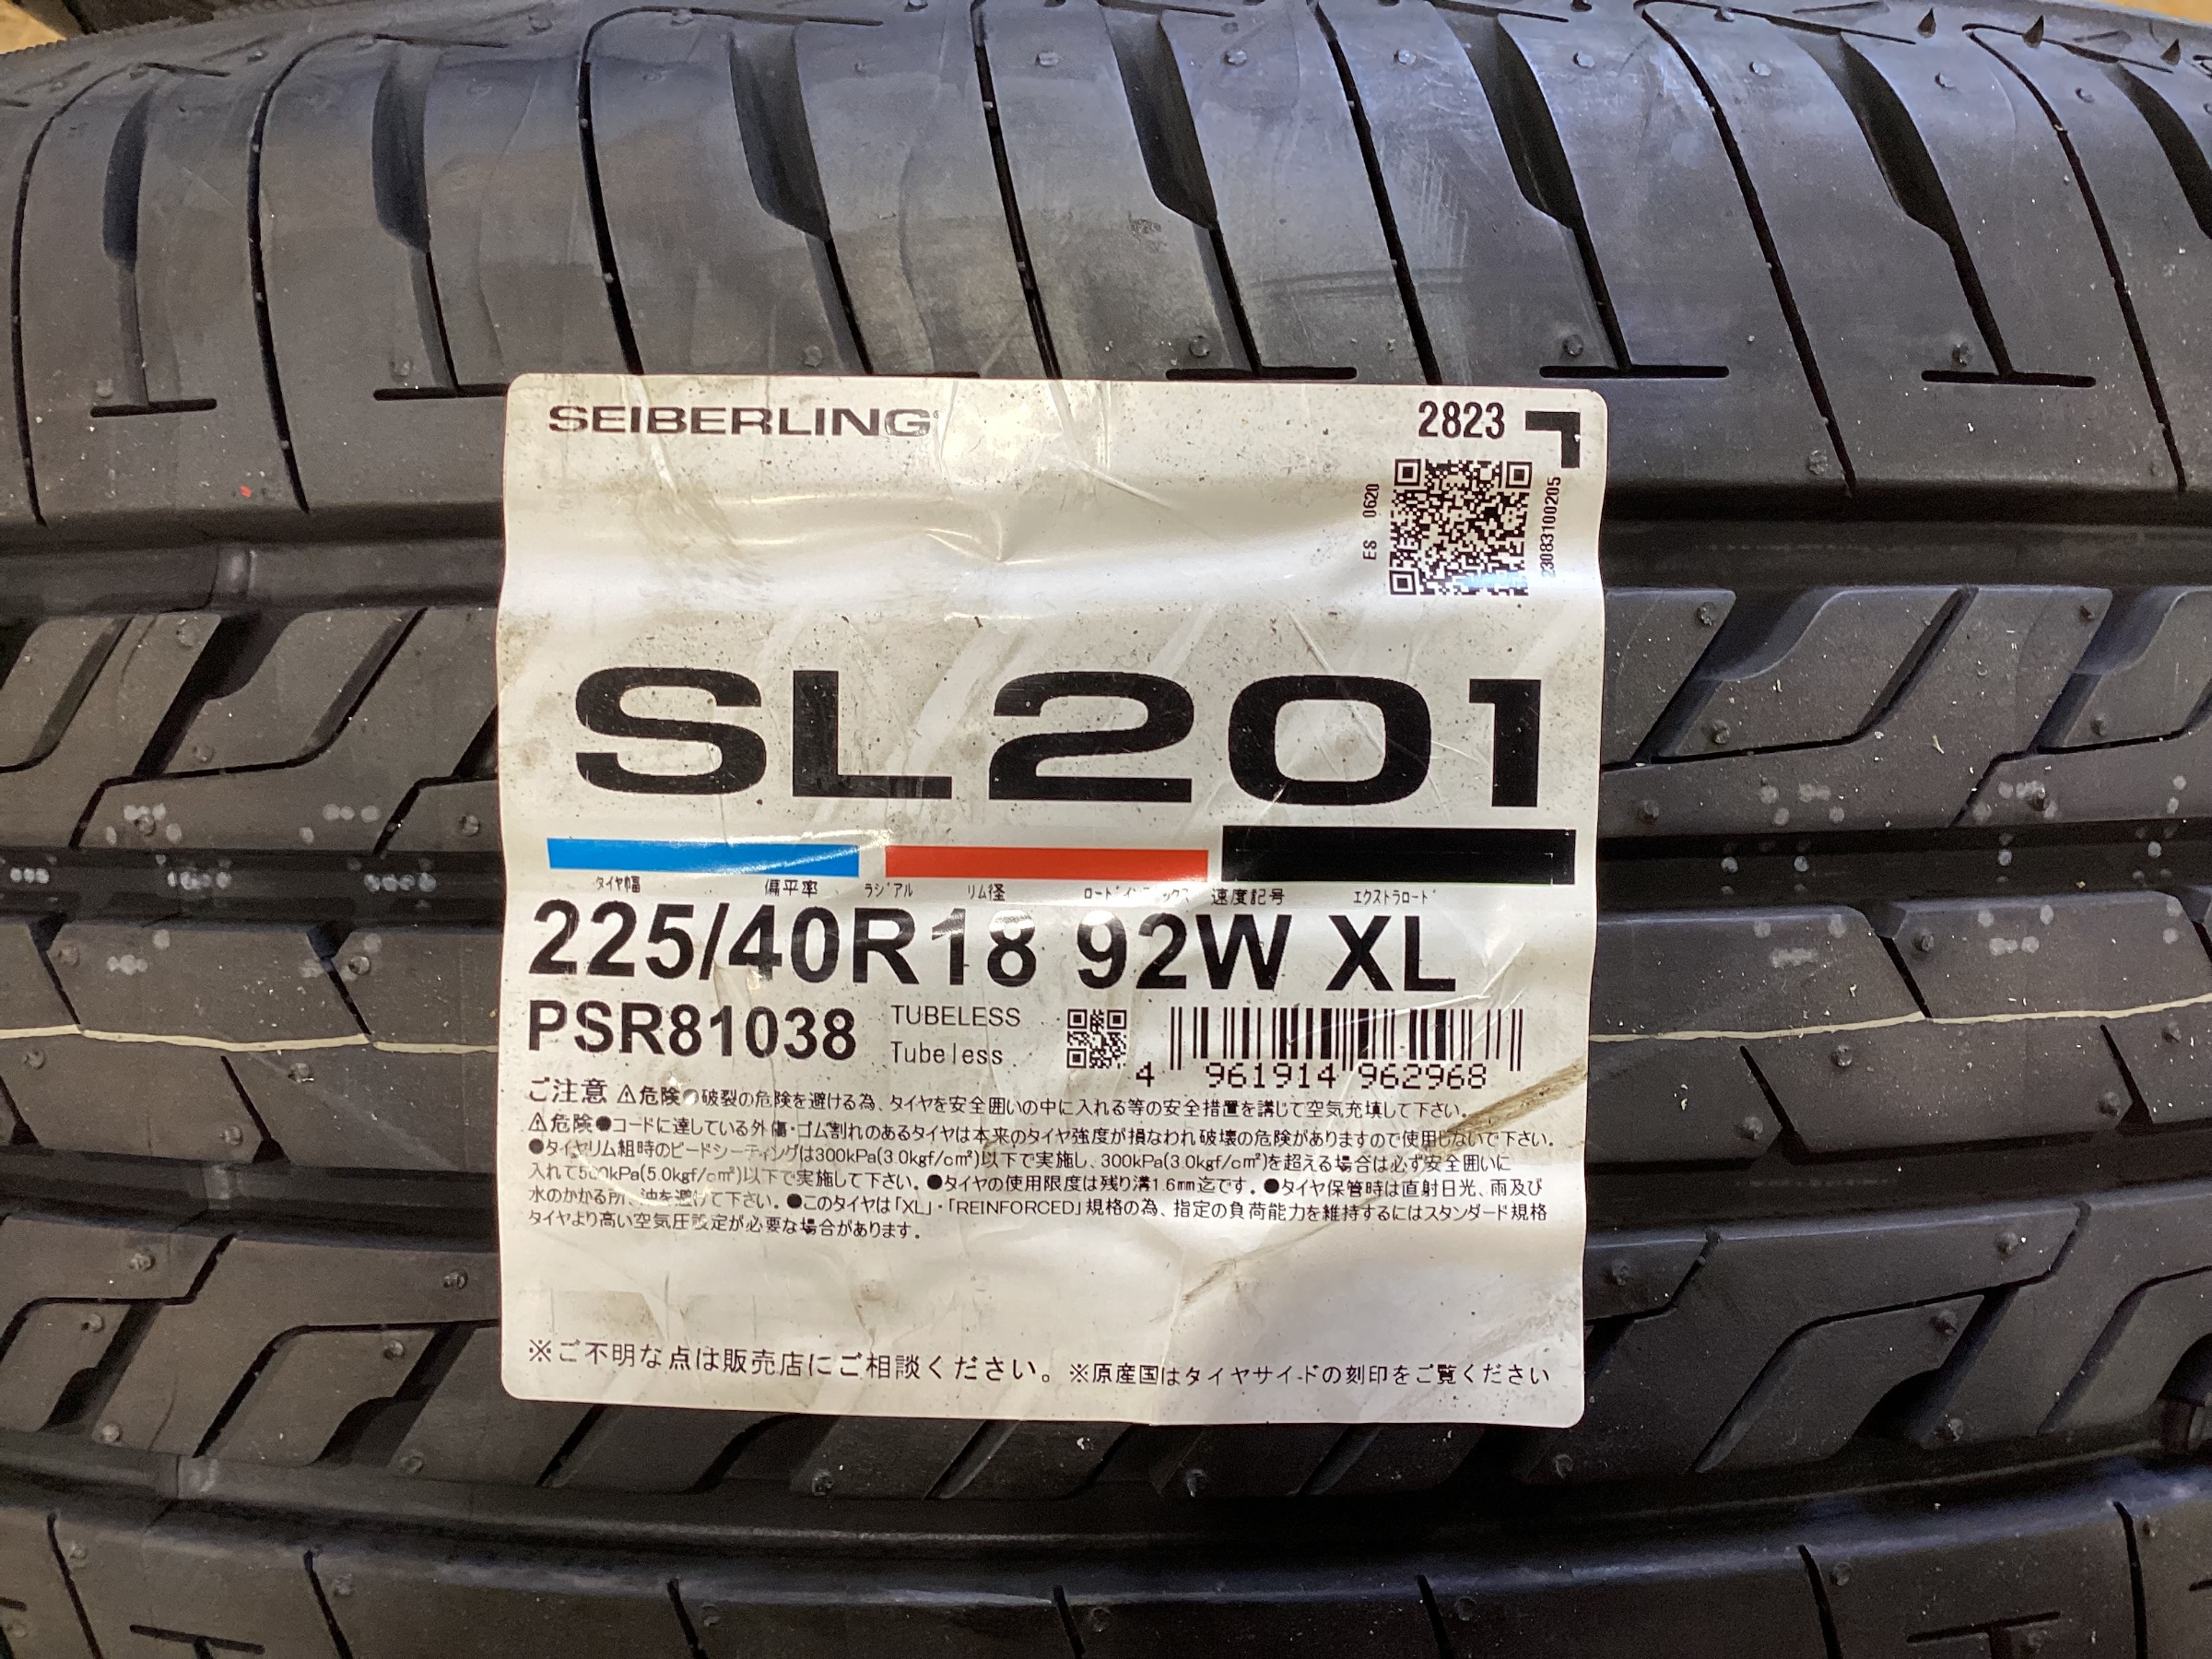 SEIBERLING
2823
ES 0620
23083100205
SL201
タイヤ幅 偏平率 ラジアル リム径 速度記号 エクストラロード
225/40R18 92W XL
PSR81038
TUBELESS
Tubeless
4 961914 962968
ご注意 ⚠危険●破裂の危険を避ける為、タイヤを安全囲いの中に入れる等の安全措置を講じて空気充填して下さい。
⚠危険●コードに達している外傷・ゴム割れのあるタイヤは本来のタイヤ強度が損なわれ破壊の危険がありますので使用しないで下さい。
●タイヤリム組時のビードシーティングは300kPa(3.0kgf/cm²)以下で実施し、300kPa(3.0kgf/cm²)を超える場合は必ず安全囲いに
入れて500kPa(5.0kgf/cm²)以下で実施して下さい。●タイヤの使用限度は残り溝1.6mm迄です。●タイヤ保管時は直射日光、雨及び
水のかかる所、油を避けて下さい。●このタイヤは「XL」・「REINFORCED」規格の為、指定の負荷能力を維持するにはスタンダード規格
タイヤより高い空気圧設定が必要な場合があります。
※ご不明な点は販売店にご相談ください。※原産国はタイヤサイドの刻印をご覧ください